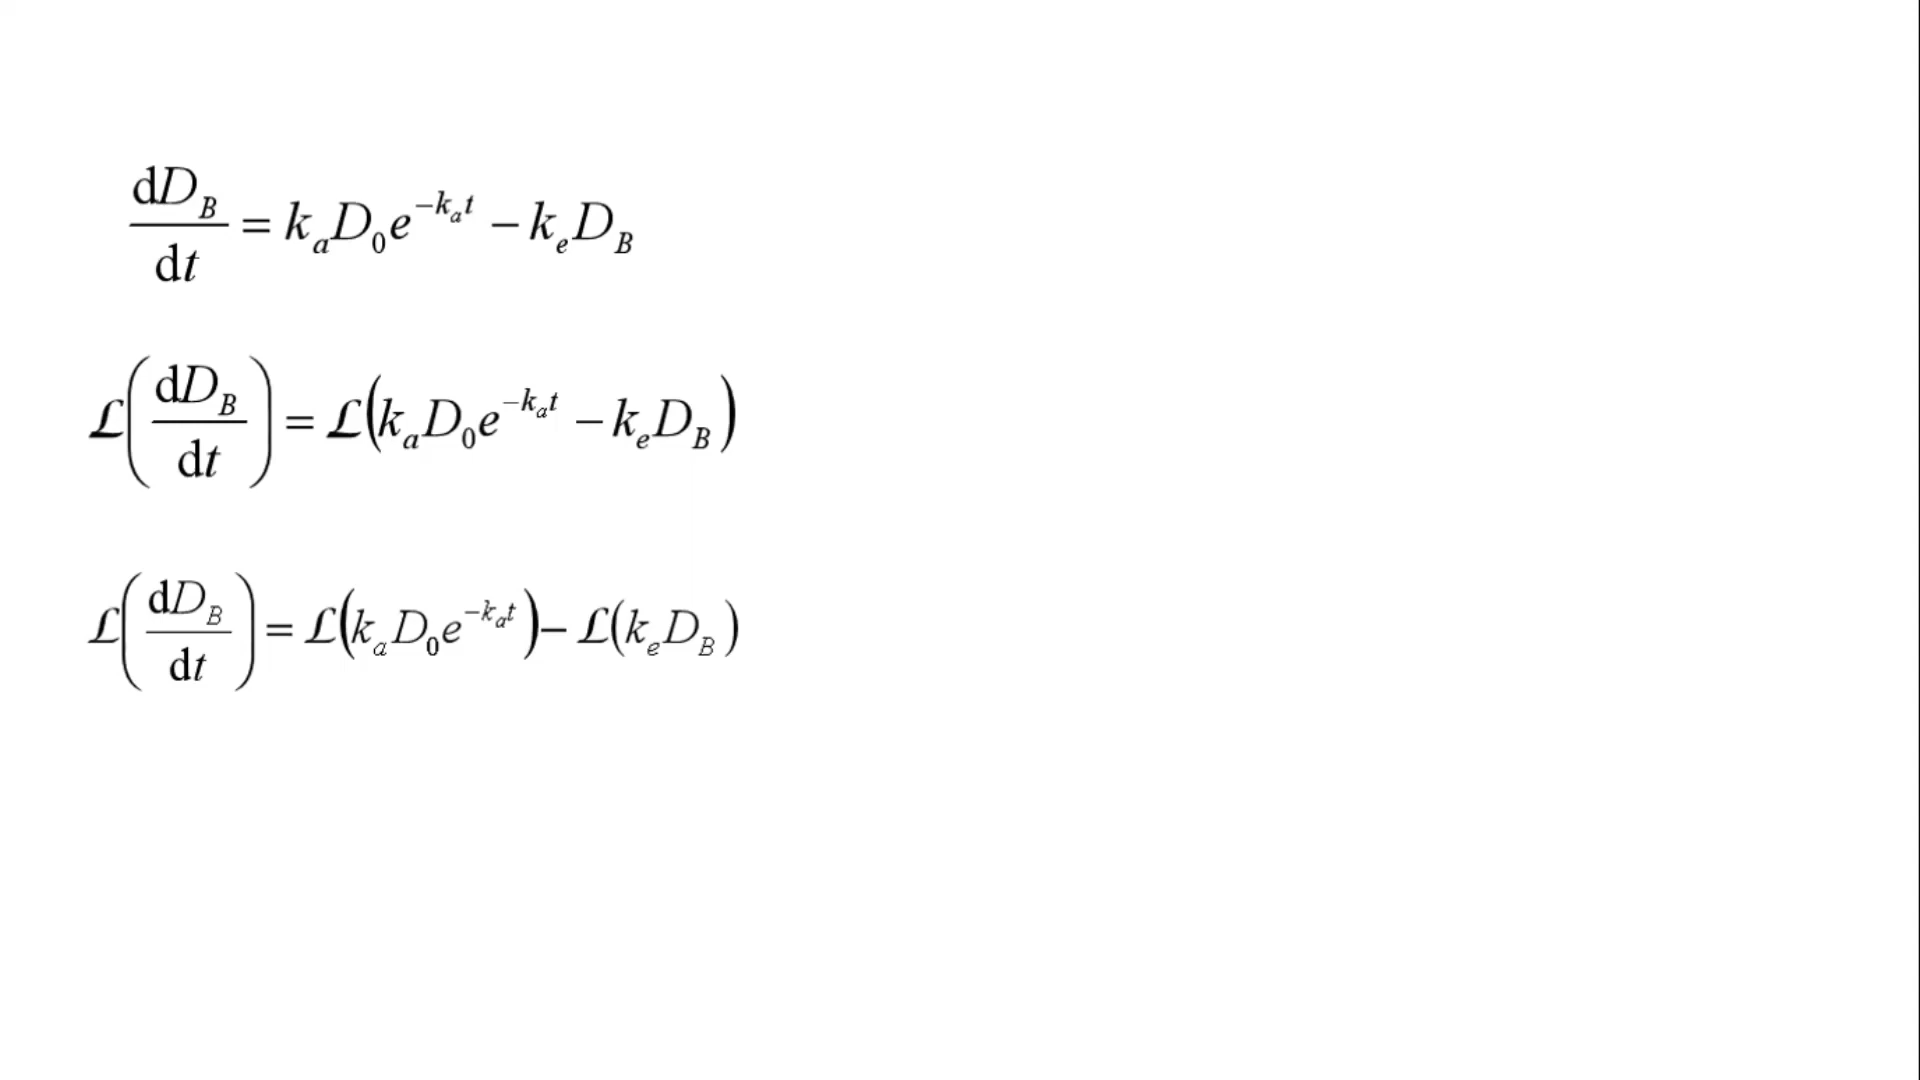 dD_B/dt = k_a D_0 e^{-k_a t} − k_e D_B
ℒ(dD_B/dt) = ℒ(k_a D_0 e^{-k_a t} − k_e D_B)
ℒ(dD_B/dt) = ℒ(k_a D_0 e^{-k_a t}) − ℒ(k_e D_B)